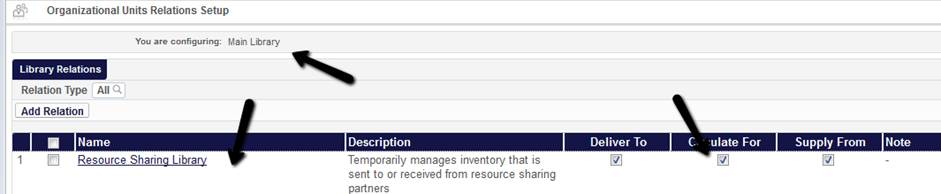 Organizational Units Relations Setup
You are configuring: Main Library
Library Relations
Relation Type All
Add Relation
Name Description Deliver To Calculate For Supply From Note
1 Resource Sharing Library Temporarily manages inventory that is - 
sent to or received from resource sharing
partners